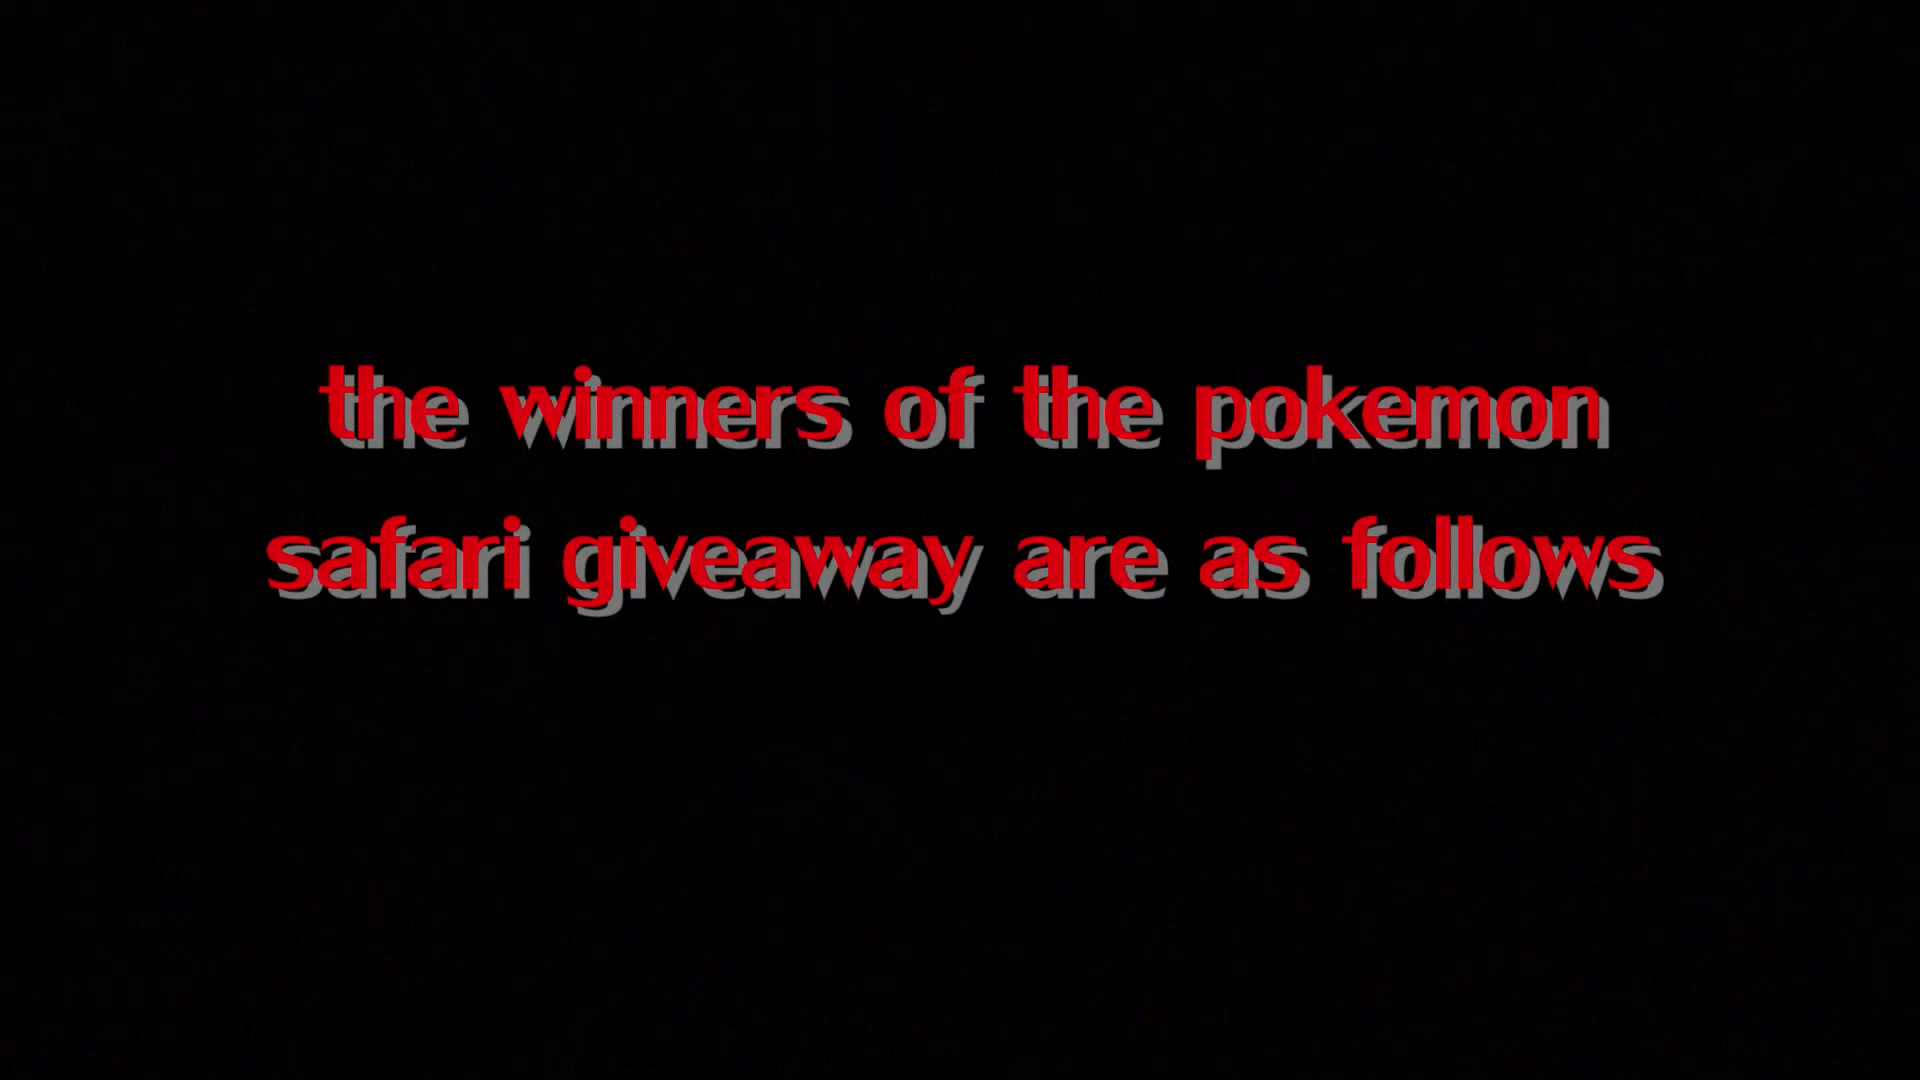 the winners of the pokemon
safari giveaway are as follows